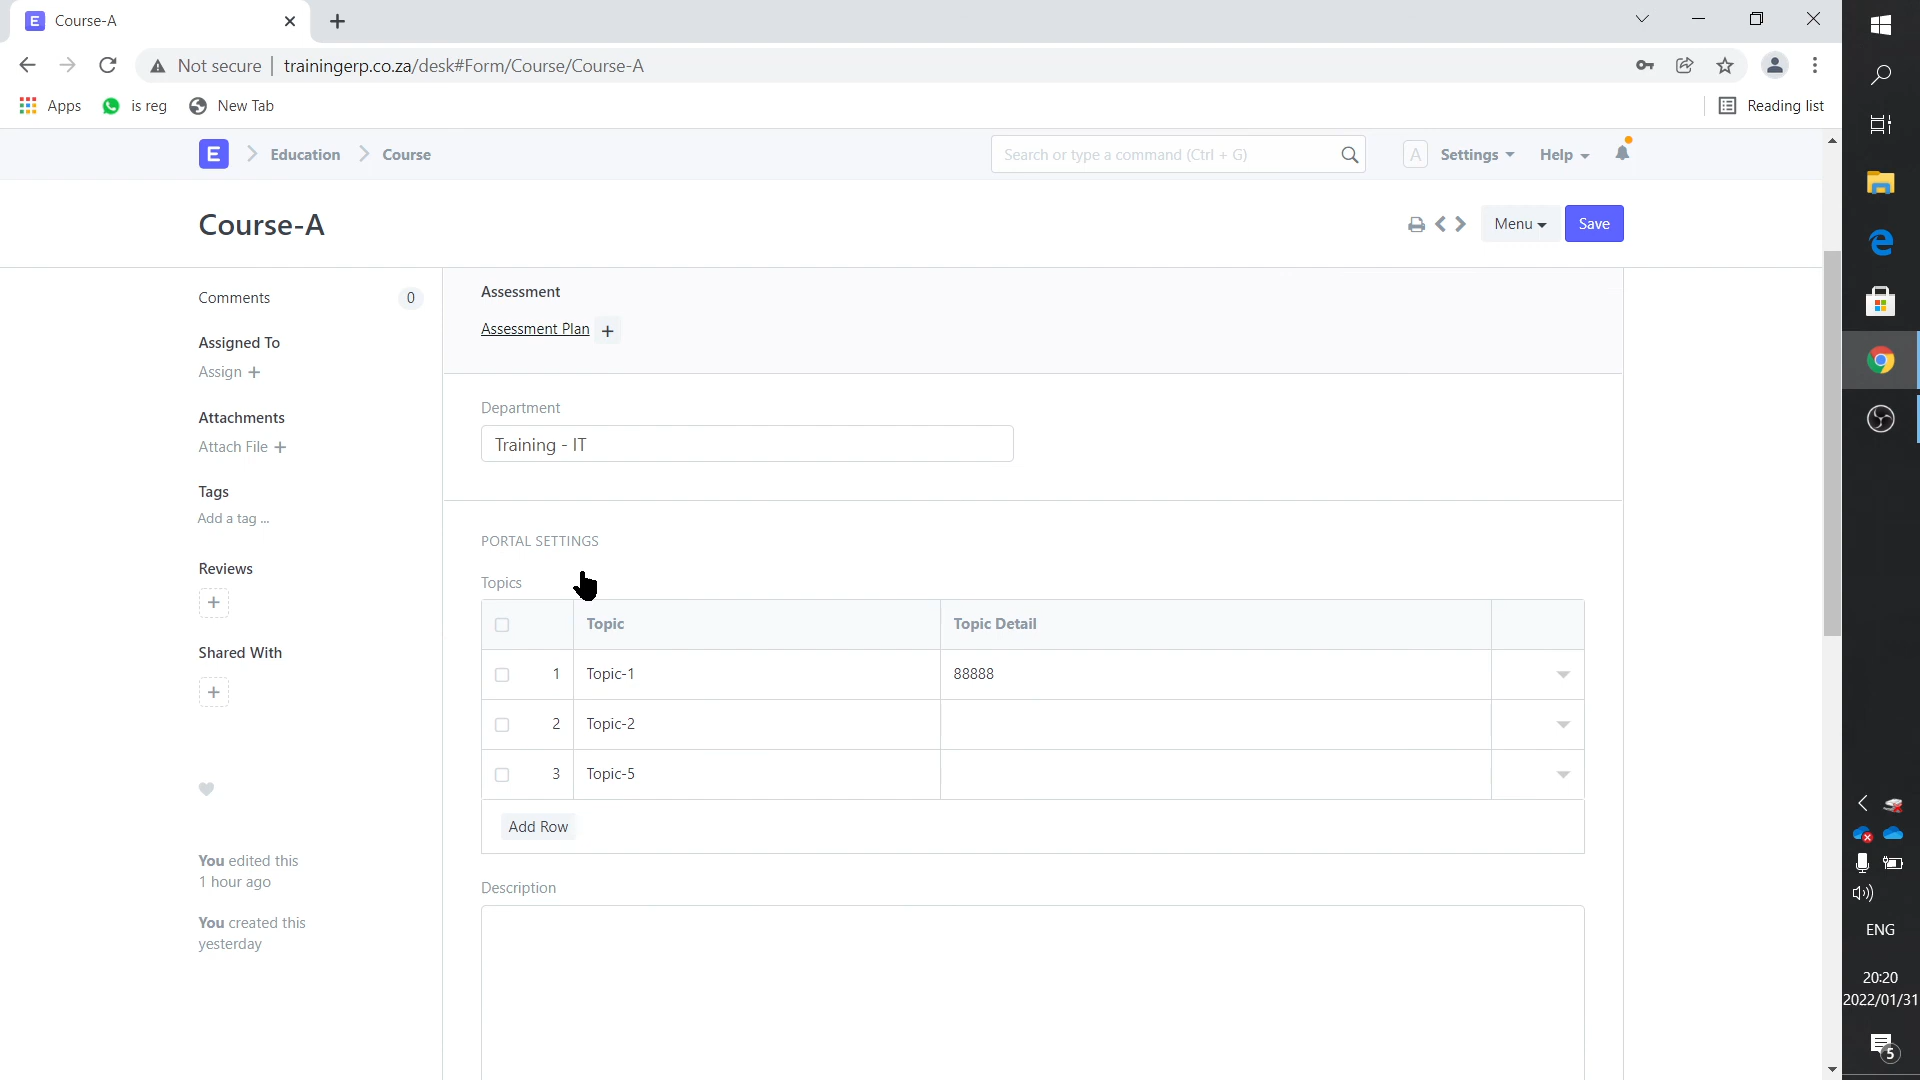 E Course-A
Not secure | trainingerp.co.za/desk#Form/Course/Course-A
Apps is reg New Tab Reading list
E Education Course Search or type a command (Ctrl + G) A Settings Help
Course-A Menu Save
Comments 0
Assigned To
Assign +
Attachments
Attach File +
Tags
Add a tag ...
Reviews
+
Shared With
+
You edited this
1 hour ago
You created this
yesterday
Assessment
Assessment Plan +
Department
Training - IT
PORTAL SETTINGS
Topics
Topic Topic Detail
1 Topic-1 88888
2 Topic-2
3 Topic-5
Add Row
Description
ENG
20:20
2022/01/31
5